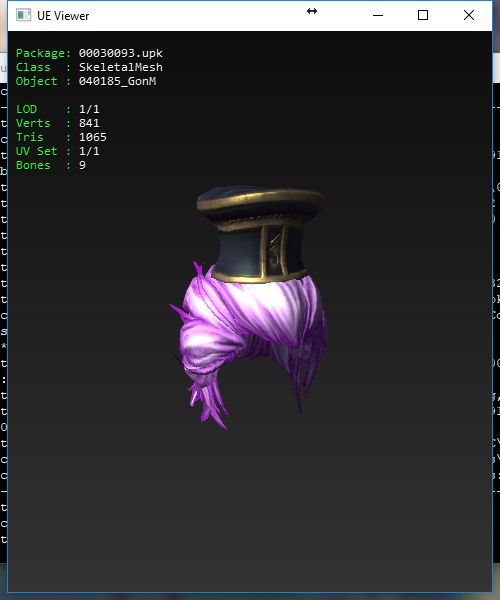 UE Viewer
Package: 00030093.upk
Class : SkeletalMesh
Object : 040185_GonM
LOD : 1/1
Verts : 841
Tris : 1065
UV Set : 1/1
Bones : 9